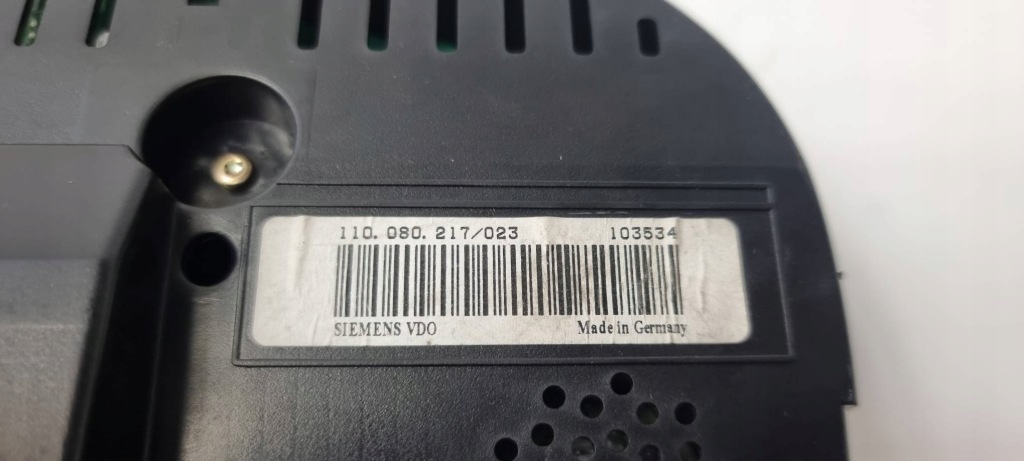 110. 080. 217/023 103534
SIEMENS VDO Made in Germany